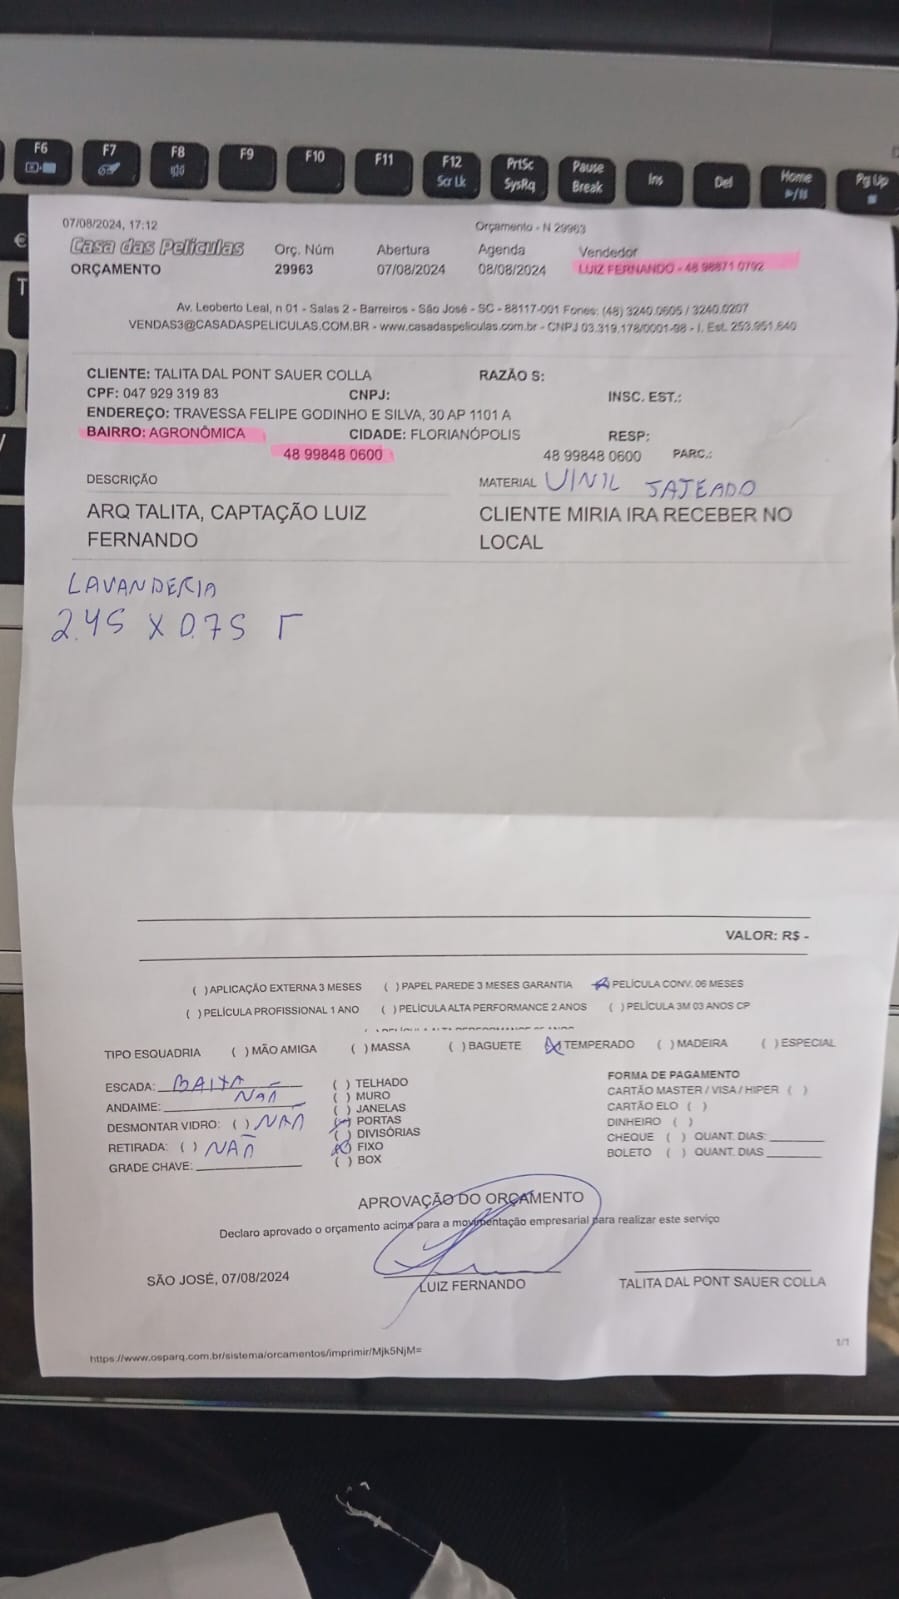 F6 F7 F8 F9 F10 F11 F12 PrtSc Pause Home Pg Up
Scr Lk SysRq Break Ins Del
07/08/2024, 17:12 Orçamento - N 29963
Casa das Películas Orç. Núm Abertura Agenda Vendedor
ORÇAMENTO 29963 07/08/2024 08/08/2024 LUIZ FERNANDO - 48 98871 0792
Av. Leoberto Leal, n 01 - Salas 2 - Barreiros - São José - SC - 88117-001 Fones: (48) 3240.0605 / 3240.0207
VENDAS3@CASADASPELICULAS.COM.BR - www.casadaspeliculas.com.br - CNPJ 03.319.178/0001-98 - I. Est. 253.951.640
CLIENTE: TALITA DAL PONT SAUER COLLA RAZÃO S:
CPF: 047 929 319 83 CNPJ: INSC. EST.:
ENDEREÇO: TRAVESSA FELIPE GODINHO E SILVA, 30 AP 1101 A
BAIRRO: AGRONÔMICA CIDADE: FLORIANÓPOLIS RESP:
48 99848 0600 48 99848 0600 PARC.:
DESCRIÇÃO MATERIAL VINIL JATEADO
ARQ TALITA, CAPTAÇÃO LUIZ CLIENTE MIRIA IRA RECEBER NO
FERNANDO LOCAL
LAVANDERIA
2.45 X 0.75 Γ
VALOR: R$ -
( ) APLICAÇÃO EXTERNA 3 MESES ( ) PAPEL PAREDE 3 MESES GARANTIA (X) PELÍCULA CONV. 06 MESES
( ) PELÍCULA PROFISSIONAL 1 ANO ( ) PELÍCULA ALTA PERFORMANCE 2 ANOS ( ) PELÍCULA 3M 03 ANOS CP
TIPO ESQUADRIA ( ) MÃO AMIGA ( ) MASSA ( ) BAGUETE (X) TEMPERADO ( ) MADEIRA ( ) ESPECIAL
ESCADA: BAIXA ( ) TELHADO FORMA DE PAGAMENTO
ANDAIME: NÃO ( ) MURO CARTÃO MASTER / VISA / HIPER ( )
DESMONTAR VIDRO: ( ) NÃO ( ) JANELAS CARTÃO ELO ( )
RETIRADA: ( ) NÃO (X) PORTAS DINHEIRO ( )
GRADE CHAVE: ( ) DIVISÓRIAS CHEQUE ( ) QUANT. DIAS:
(X) FIXO BOLETO ( ) QUANT. DIAS
( ) BOX
APROVAÇÃO DO ORÇAMENTO
Declaro aprovado o orçamento acima para a movimentação empresarial para realizar este serviço
SÃO JOSÉ, 07/08/2024 LUIZ FERNANDO TALITA DAL PONT SAUER COLLA
1/1
https://www.osparq.com.br/sistema/orcamentos/imprimir/Mjk5NjM=